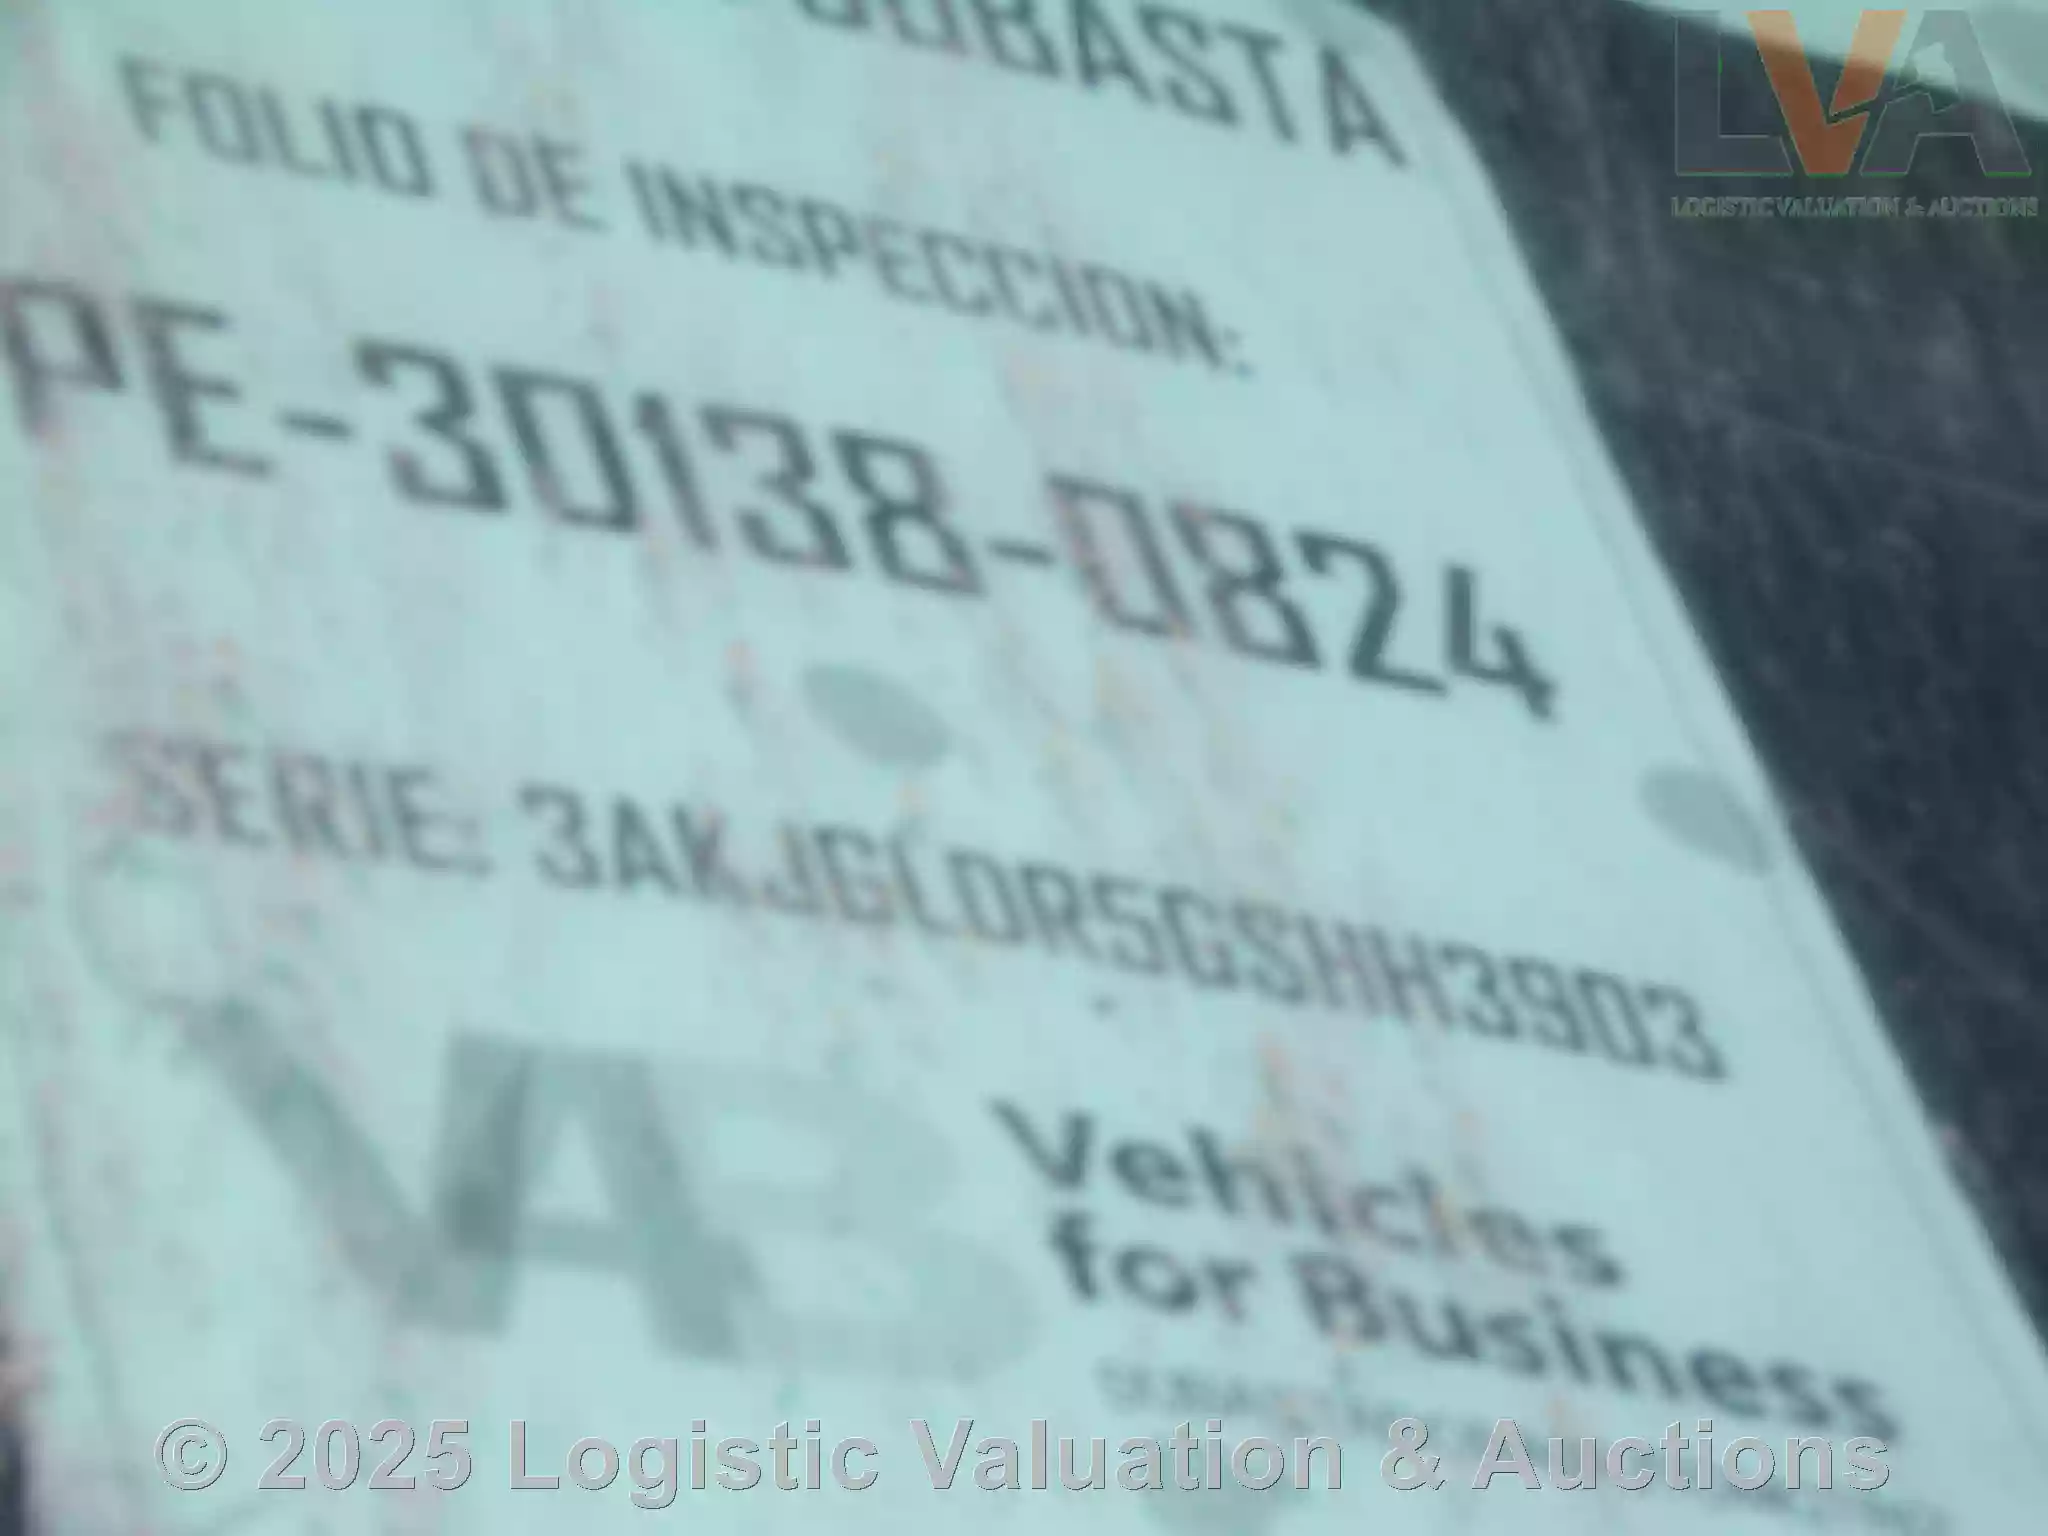 SUBASTA
FOLIO DE INSPECCION:
PE-30138-0824
SERIE: 3AKJGLDR5GSHH3903
VAB
Vehicles
for Business
LVA
LOGISTIC VALUATION & AUCTIONS
© 2025 Logistic Valuation & Auctions